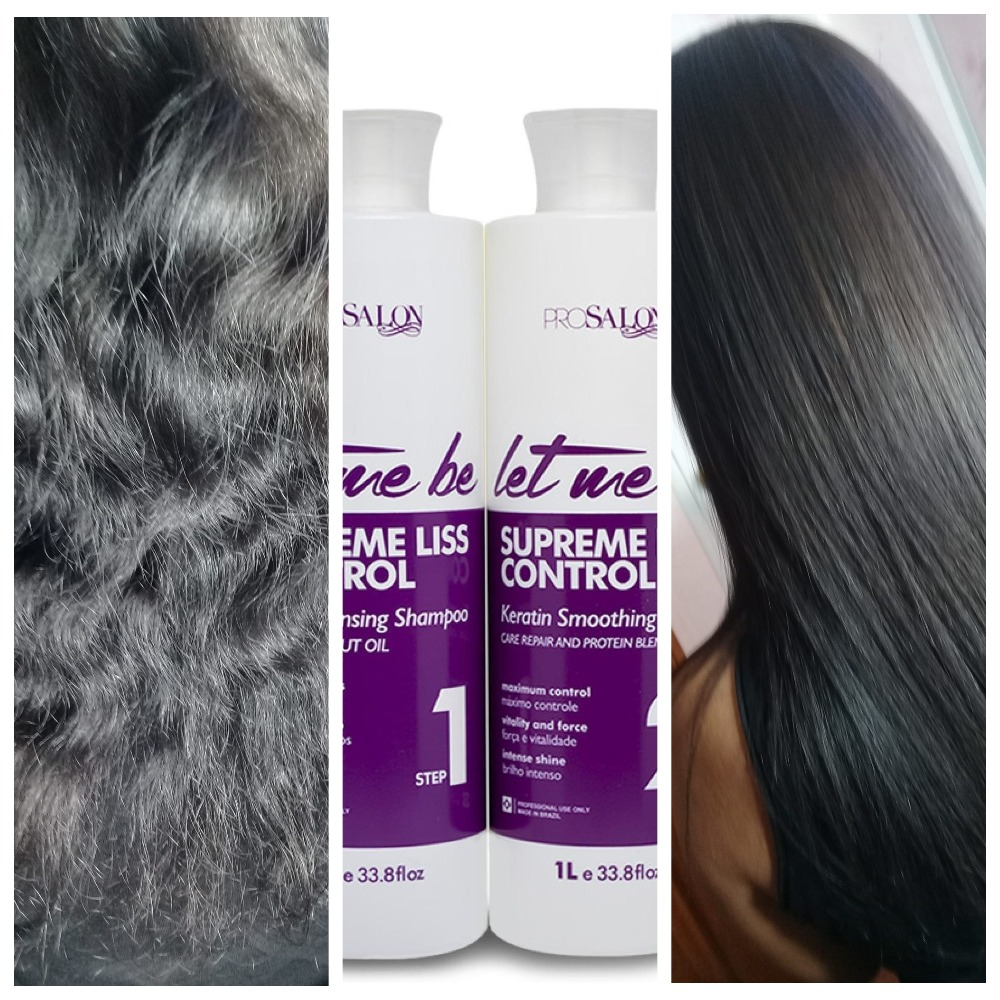 SALON
me be
EME LISS
ROL
nsing Shampoo
UT OIL
STEP 1
e 33.8floz
PROSALON
let me
SUPREME
CONTROL
Keratin Smoothing
CARE REPAIR AND PROTEIN BLEN
maximum control
máximo controle
vitality and force
força e vitalidade
intense shine
brilho intenso
PROFESSIONAL USE ONLY
MADE IN BRAZIL
2
1L e 33.8floz